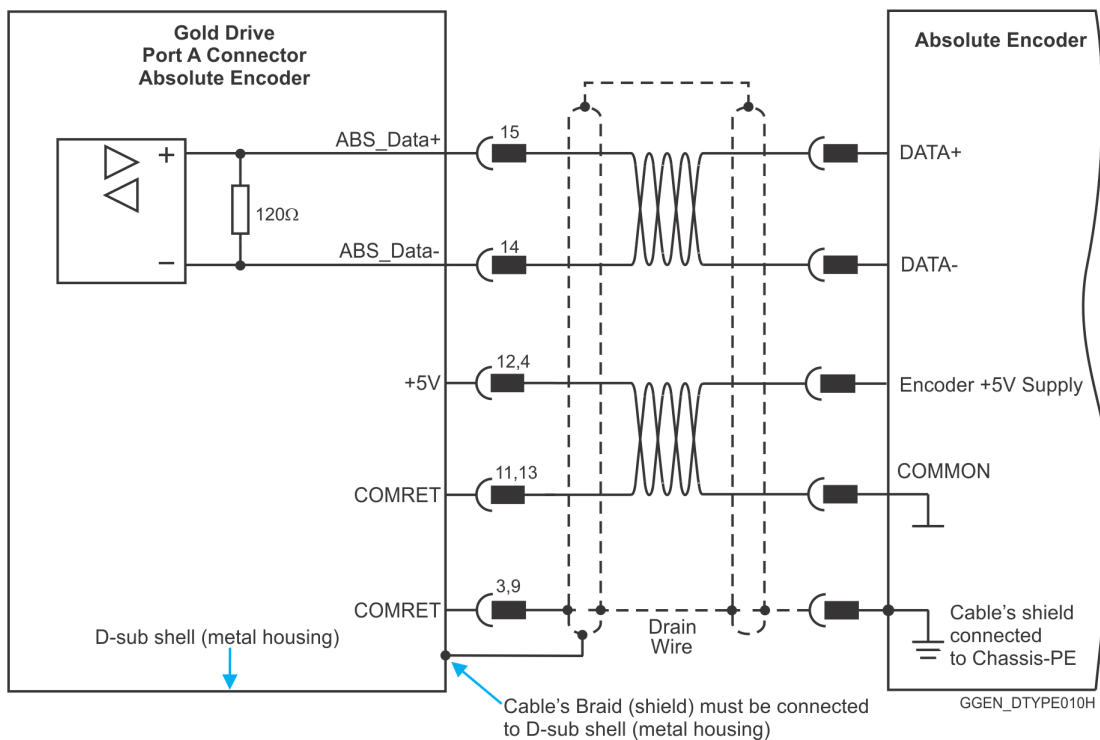 Gold Drive
Port A Connector
Absolute Encoder
Absolute Encoder
ABS_Data+
15
DATA+
+
120Ω
ABS_Data-
14
DATA-
−
+5V
12,4
Encoder +5V Supply
COMRET
11,13
COMMON
COMRET
3,9
Drain
Wire
Cable's shield
connected
to Chassis-PE
D-sub shell (metal housing)
Cable's Braid (shield) must be connected
to D-sub shell (metal housing)
GGEN_DTYPE010H